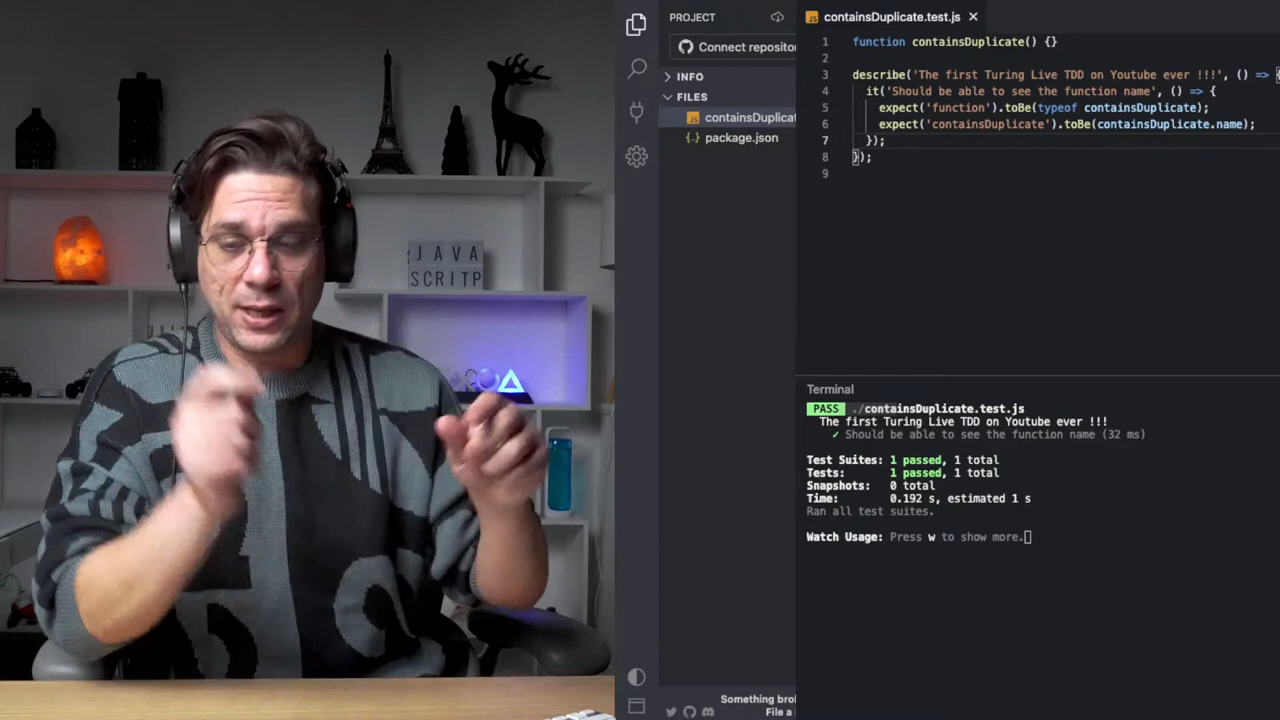 JAVA
SCRITP
PROJECT
Connect reposito
INFO
FILES
JS containsDuplicat
{.} package.json
Something bro
File a
JS containsDuplicate.test.js ×
1 function containsDuplicate() {}
2
3 describe('The first Turing Live TDD on Youtube ever !!!', () => {
4 it('Should be able to see the function name', () => {
5 expect('function').toBe(typeof containsDuplicate);
6 expect('containsDuplicate').toBe(containsDuplicate.name);
7 });
8 });
9
Terminal
PASS ./containsDuplicate.test.js
The first Turing Live TDD on Youtube ever !!!
✓ Should be able to see the function name (32 ms)
Test Suites: 1 passed, 1 total
Tests: 1 passed, 1 total
Snapshots: 0 total
Time: 0.192 s, estimated 1 s
Ran all test suites.
Watch Usage: Press w to show more.